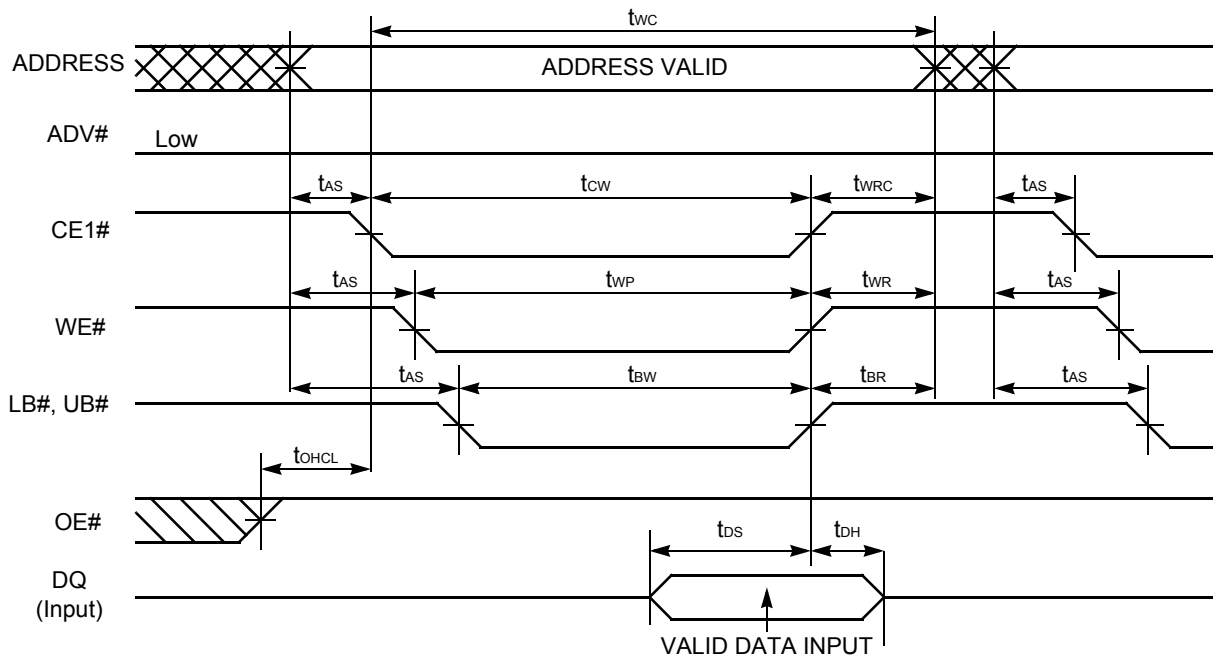 tWC
ADDRESS
ADDRESS VALID
ADV#
Low
tAS
tCW
tWRC
tAS
CE1#
tAS
tWP
tWR
tAS
WE#
tAS
tBW
tBR
tAS
LB#, UB#
tOHCL
OE#
tDS
tDH
DQ
(Input)
VALID DATA INPUT